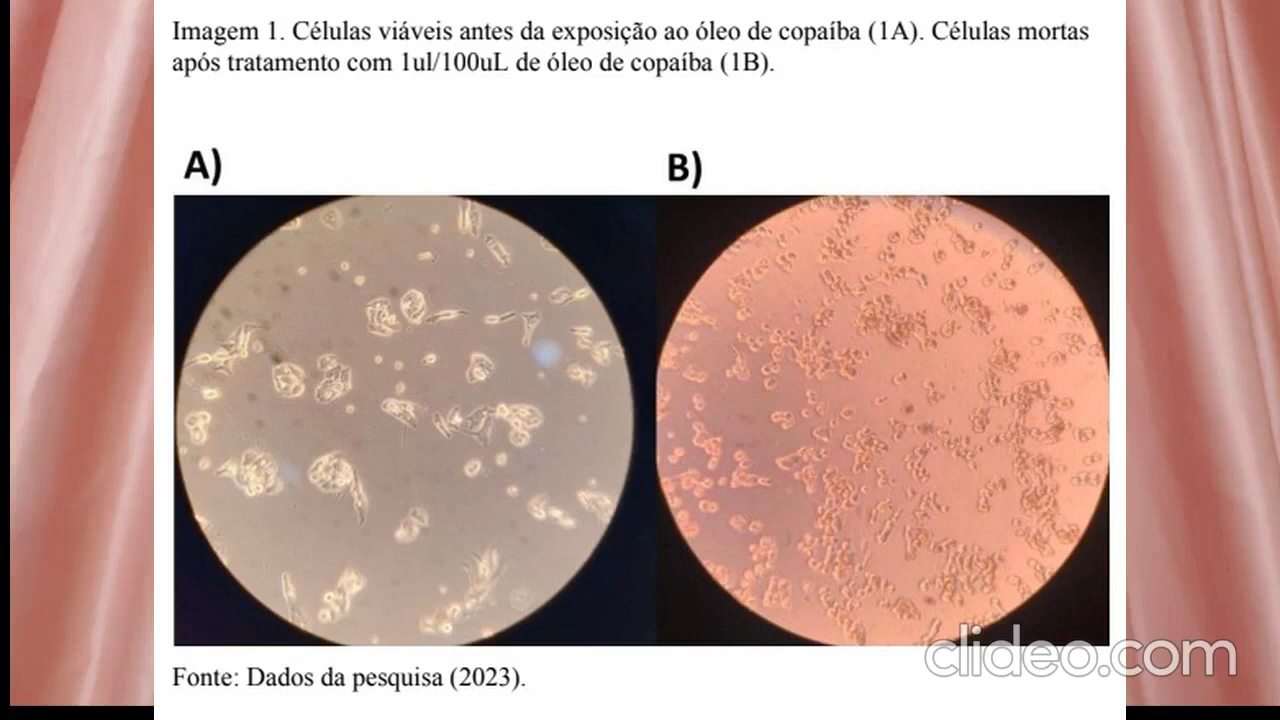 Imagem 1. Células viáveis antes da exposição ao óleo de copaíba (1A). Células mortas
após tratamento com 1ul/100uL de óleo de copaíba (1B).
A)
B)
clideo.com
Fonte: Dados da pesquisa (2023).